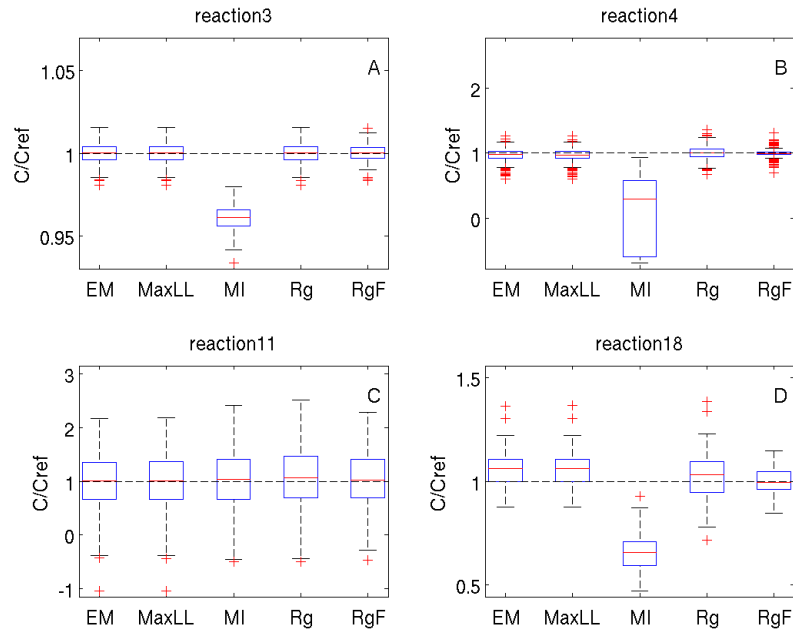 reaction3
A
C/Cref
1.05
1
0.95
EM MaxLL MI Rg RgF
reaction4
B
C/Cref
2
1
0
EM MaxLL MI Rg RgF
reaction11
C
C/Cref
3
2
1
0
-1
EM MaxLL MI Rg RgF
reaction18
D
C/Cref
1.5
1
0.5
EM MaxLL MI Rg RgF